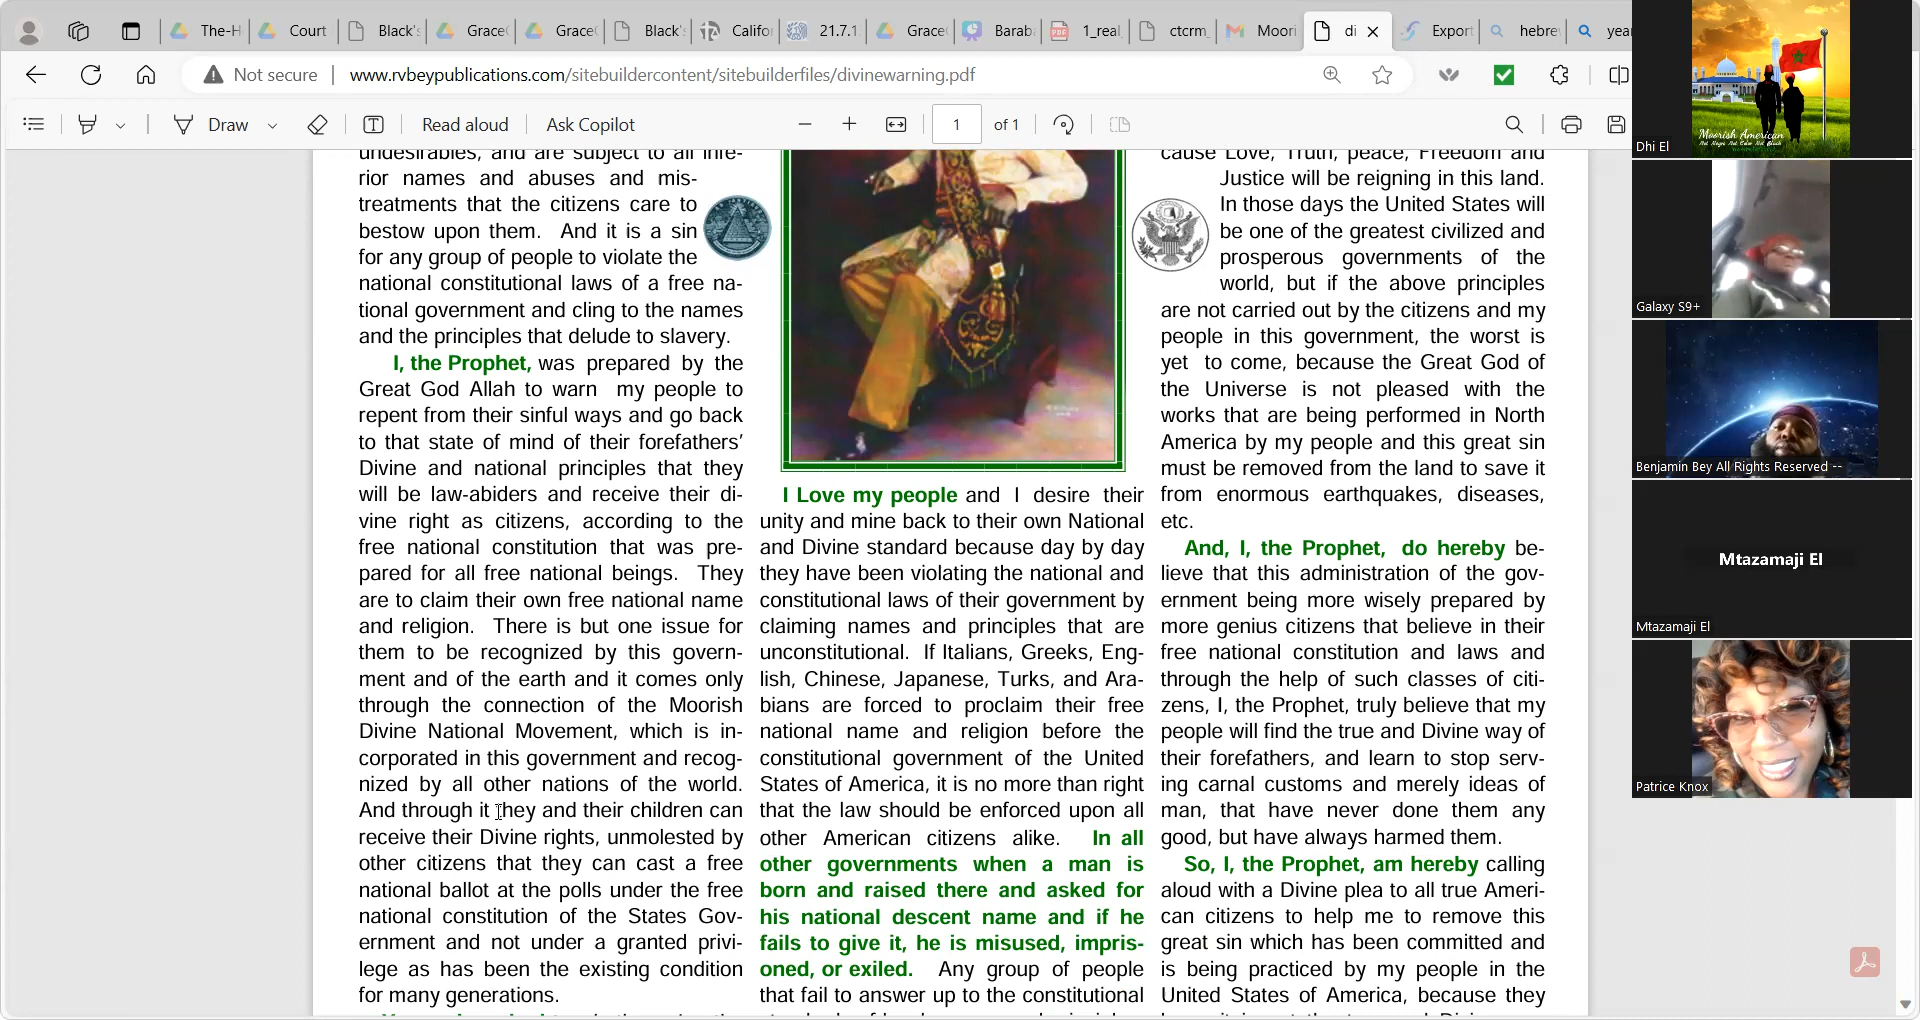 The-H
Court
Black's
Grace
Grace
Black's
Califo
21.7.1
Grace
Barab
1_real
ctcrm_
Moori
di
Export
hebre
yea
Not secure
www.rvbeypublications.com/sitebuildercontent/sitebuilderfiles/divinewarning.pdf
Draw
Read aloud
Ask Copilot
1
of 1
undesirables, and are subject to all infe-
rior names and abuses and mis-
treatments that the citizens care to
bestow upon them. And it is a sin
for any group of people to violate the
national constitutional laws of a free na-
tional government and cling to the names
and the principles that delude to slavery.
I, the Prophet, was prepared by the
Great God Allah to warn my people to
repent from their sinful ways and go back
to that state of mind of their forefathers'
Divine and national principles that they
will be law-abiders and receive their di-
vine right as citizens, according to the
free national constitution that was pre-
pared for all free national beings. They
are to claim their own free national name
and religion. There is but one issue for
them to be recognized by this govern-
ment and of the earth and it comes only
through the connection of the Moorish
Divine National Movement, which is in-
corporated in this government and recog-
nized by all other nations of the world.
And through it they and their children can
receive their Divine rights, unmolested by
other citizens that they can cast a free
national ballot at the polls under the free
national constitution of the States Gov-
ernment and not under a granted privi-
lege as has been the existing condition
for many generations.
I Love my people and I desire their
unity and mine back to their own National
and Divine standard because day by day
they have been violating the national and
constitutional laws of their government by
claiming names and principles that are
unconstitutional. If Italians, Greeks, Eng-
lish, Chinese, Japanese, Turks, and Ara-
bians are forced to proclaim their free
national name and religion before the
constitutional government of the United
States of America, it is no more than right
that the law should be enforced upon all
other American citizens alike. In all
other governments when a man is
born and raised there and asked for
his national descent name and if he
fails to give it, he is misused, impris-
oned, or exiled. Any group of people
that fail to answer up to the constitutional
cause Love, Truth, peace, Freedom and
Justice will be reigning in this land.
In those days the United States will
be one of the greatest civilized and
prosperous governments of the
world, but if the above principles
are not carried out by the citizens and my
people in this government, the worst is
yet to come, because the Great God of
the Universe is not pleased with the
works that are being performed in North
America by my people and this great sin
must be removed from the land to save it
from enormous earthquakes, diseases,
etc.
And, I, the Prophet, do hereby be-
lieve that this administration of the gov-
ernment being more wisely prepared by
more genius citizens that believe in their
free national constitution and laws and
through the help of such classes of citi-
zens, I, the Prophet, truly believe that my
people will find the true and Divine way of
their forefathers, and learn to stop serv-
ing carnal customs and merely ideas of
man, that have never done them any
good, but have always harmed them.
So, I, the Prophet, am hereby calling
aloud with a Divine plea to all true Ameri-
can citizens to help me to remove this
great sin which has been committed and
is being practiced by my people in the
United States of America, because they
Moorish American
Not Negro Not Color Not Black
Dhi El
Galaxy S9+
Benjamin Bey All Rights Reserved --
Mtazamaji El
Mtazamaji El
Patrice Knox